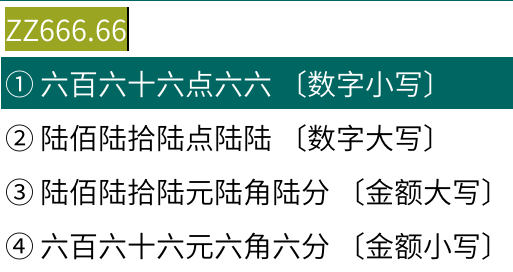 ZZ666.66
① 六百六十六点六六 〔数字小写〕
② 陆佰陆拾陆点陆陆 〔数字大写〕
③ 陆佰陆拾陆元陆角陆分 〔金额大写〕
④ 六百六十六元六角六分 〔金额小写〕